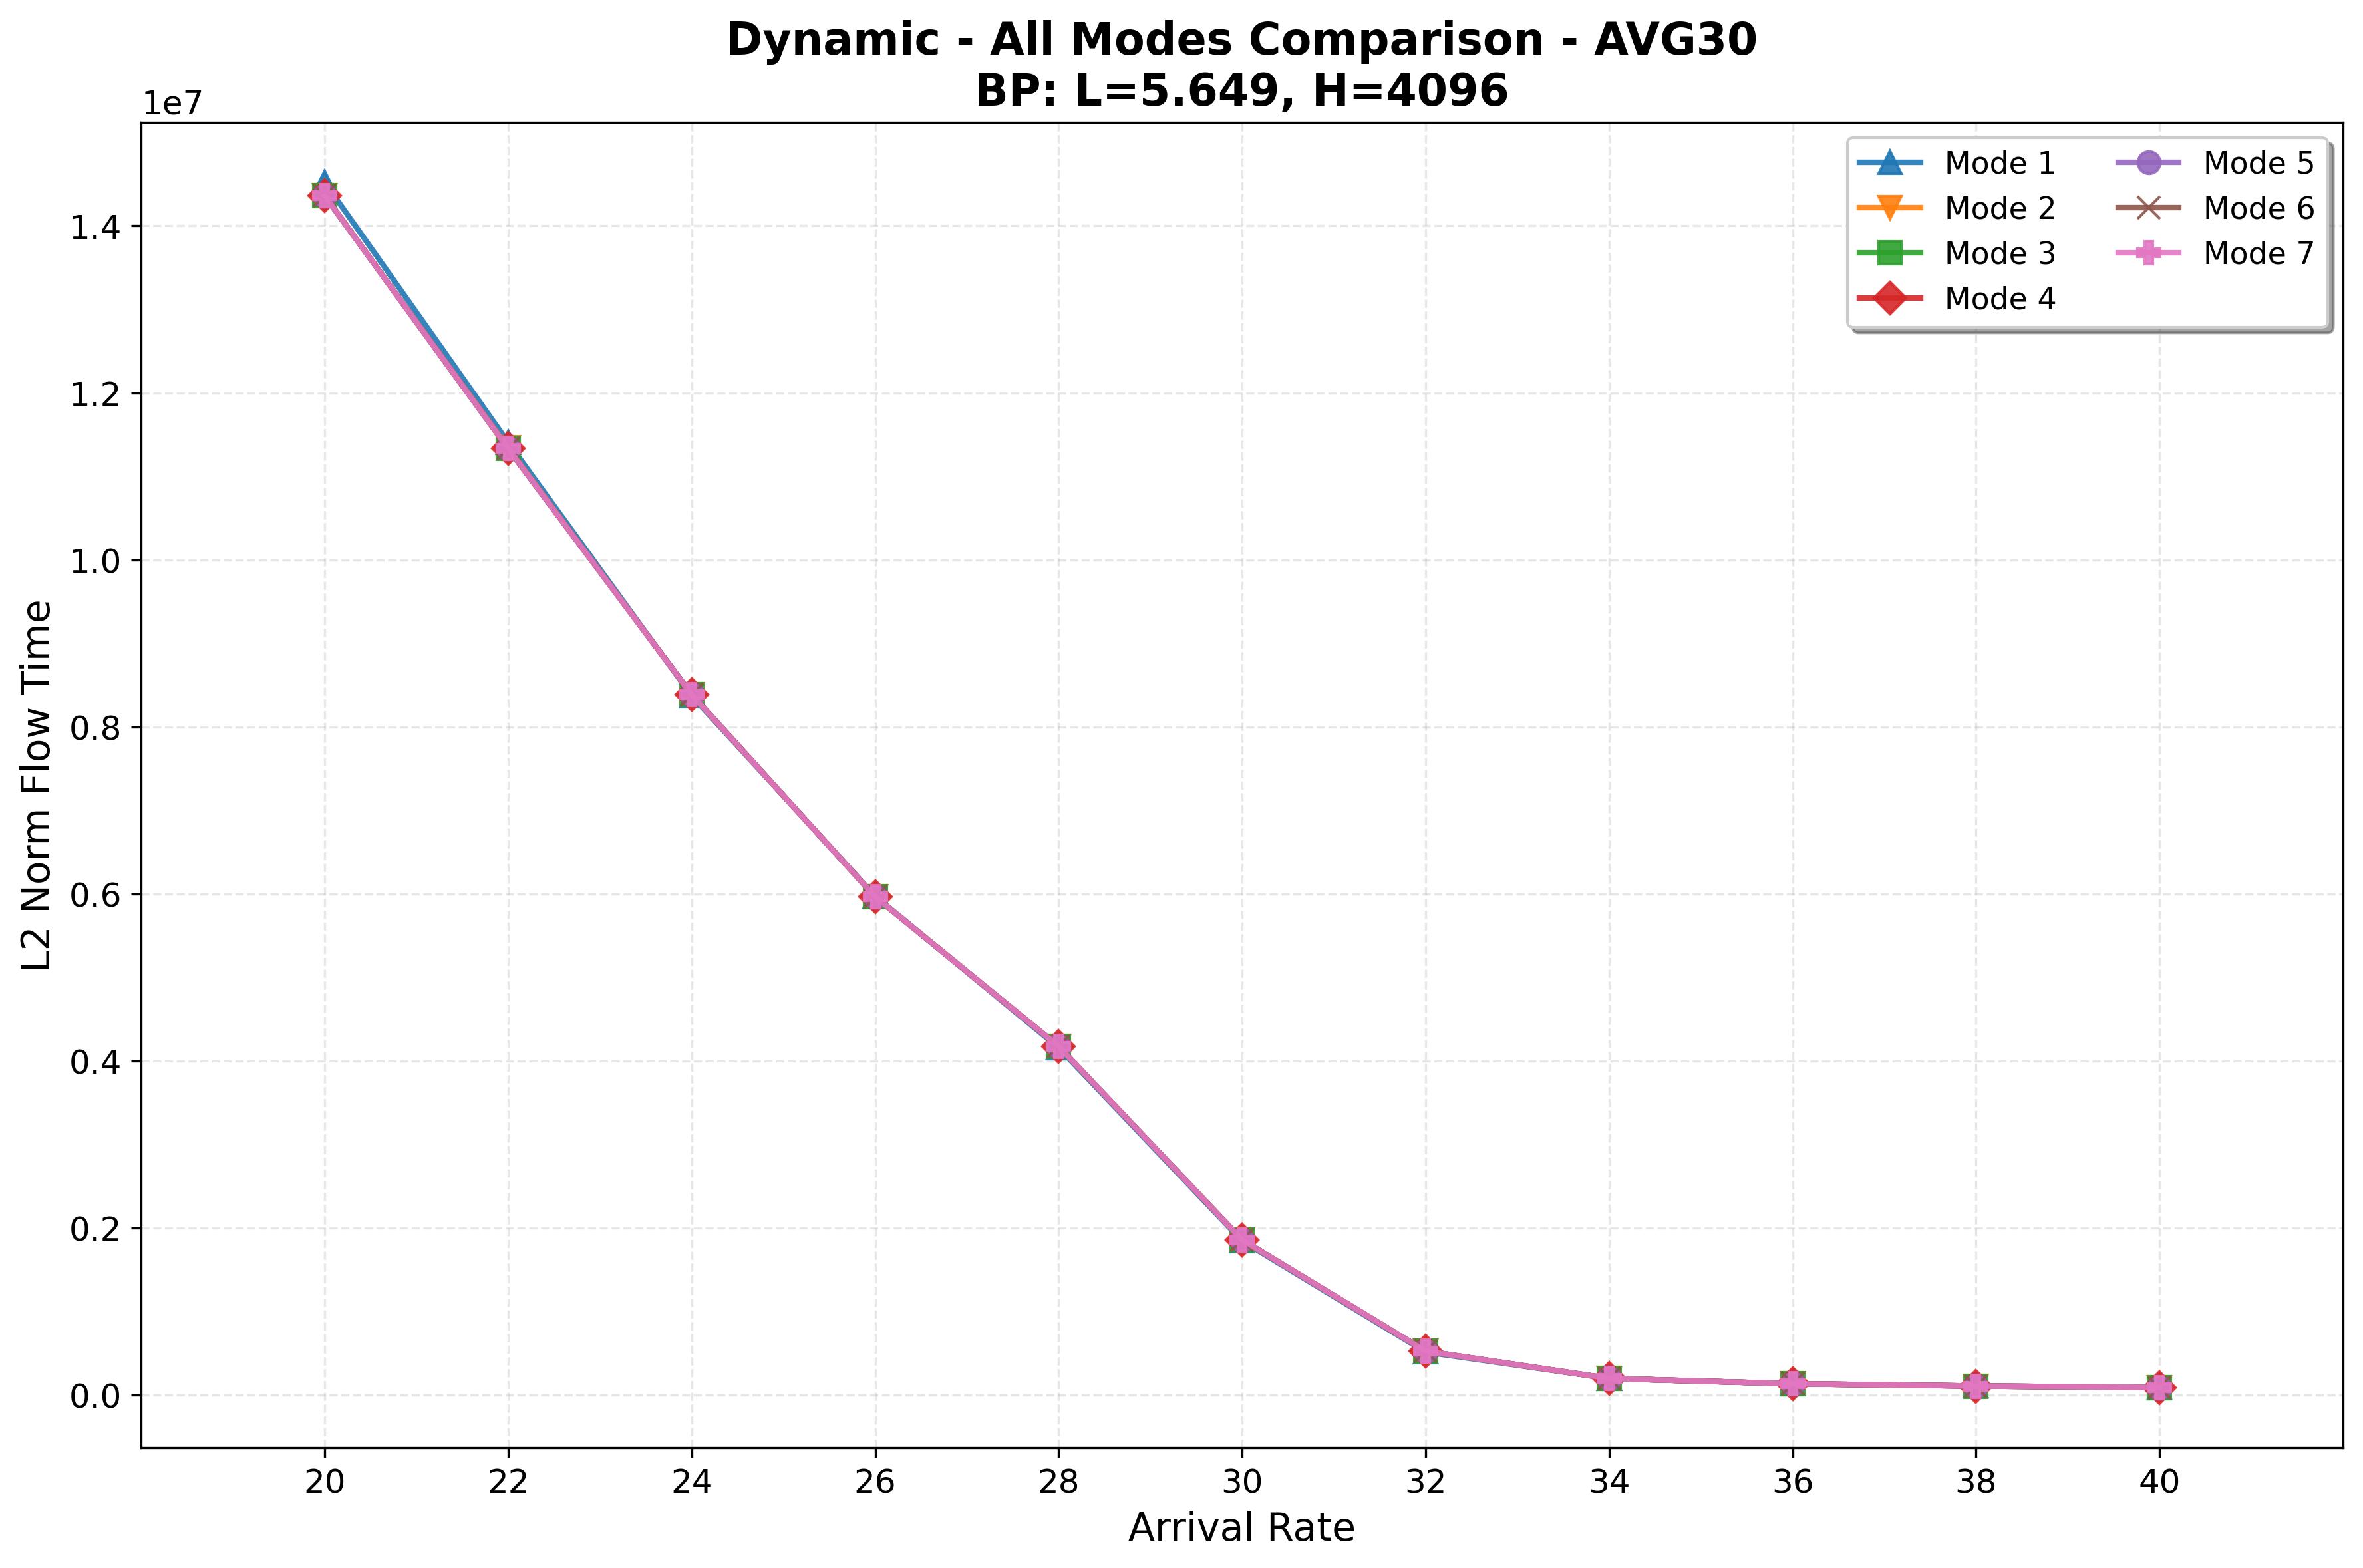 Dynamic - All Modes Comparison - AVG30
BP: L=5.649, H=4096
1e7
Mode 1
Mode 2
Mode 3
Mode 4
Mode 5
Mode 6
Mode 7
L2 Norm Flow Time
1.4
1.2
1.0
0.8
0.6
0.4
0.2
0.0
20 22 24 26 28 30 32 34 36 38 40
Arrival Rate